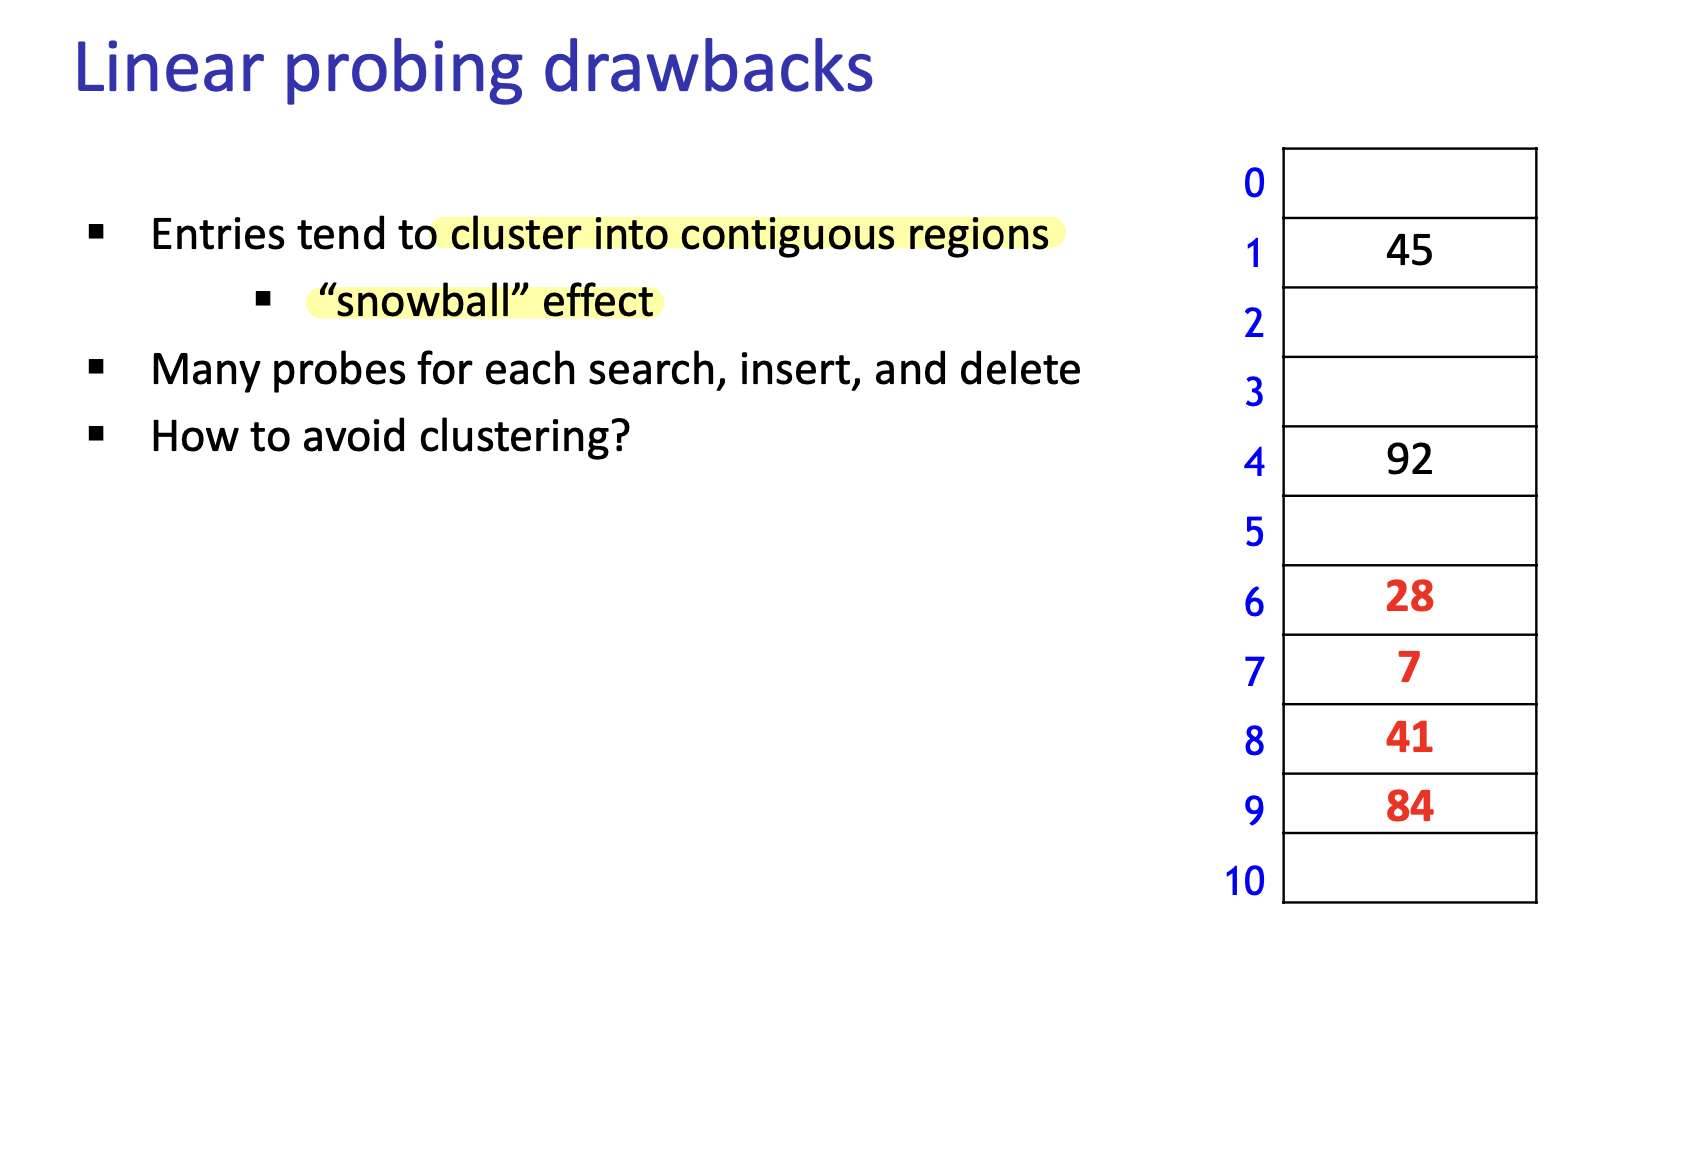 Linear probing drawbacks
▪ Entries tend to cluster into contiguous regions
▪ “snowball” effect
▪ Many probes for each search, insert, and delete
▪ How to avoid clustering?
0
1 45
2
3
4 92
5
6 28
7 7
8 41
9 84
10